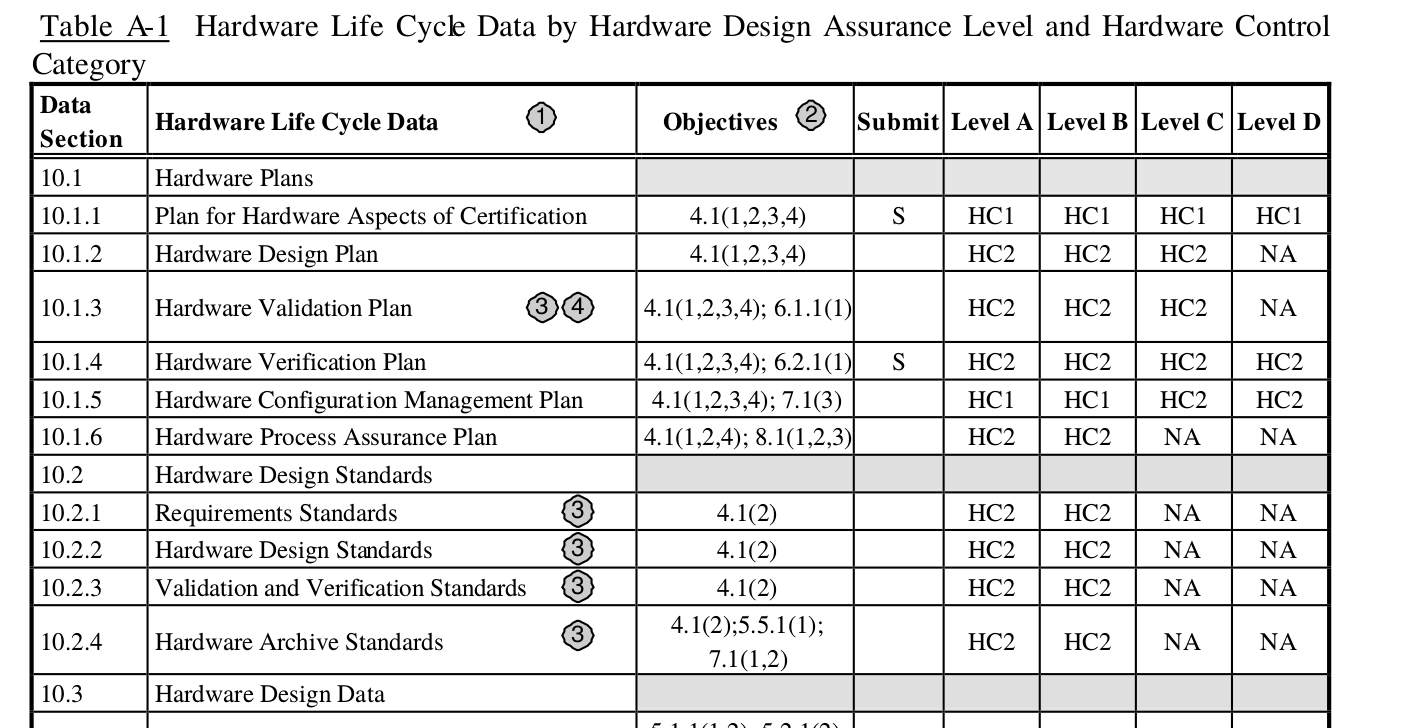 Table A-1 Hardware Life Cycle Data by Hardware Design Assurance Level and Hardware Control
Category
Data Section | Hardware Life Cycle Data ① | Objectives ② | Submit | Level A | Level B | Level C | Level D
10.1 | Hardware Plans
10.1.1 | Plan for Hardware Aspects of Certification | 4.1(1,2,3,4) | S | HC1 | HC1 | HC1 | HC1
10.1.2 | Hardware Design Plan | 4.1(1,2,3,4) | | HC2 | HC2 | HC2 | NA
10.1.3 | Hardware Validation Plan ③④ | 4.1(1,2,3,4); 6.1.1(1) | | HC2 | HC2 | HC2 | NA
10.1.4 | Hardware Verification Plan | 4.1(1,2,3,4); 6.2.1(1) | S | HC2 | HC2 | HC2 | HC2
10.1.5 | Hardware Configuration Management Plan | 4.1(1,2,3,4); 7.1(3) | | HC1 | HC1 | HC2 | HC2
10.1.6 | Hardware Process Assurance Plan | 4.1(1,2,4); 8.1(1,2,3) | | HC2 | HC2 | NA | NA
10.2 | Hardware Design Standards
10.2.1 | Requirements Standards ③ | 4.1(2) | | HC2 | HC2 | NA | NA
10.2.2 | Hardware Design Standards ③ | 4.1(2) | | HC2 | HC2 | NA | NA
10.2.3 | Validation and Verification Standards ③ | 4.1(2) | | HC2 | HC2 | NA | NA
10.2.4 | Hardware Archive Standards ③ | 4.1(2);5.5.1(1); 7.1(1,2) | | HC2 | HC2 | NA | NA
10.3 | Hardware Design Data